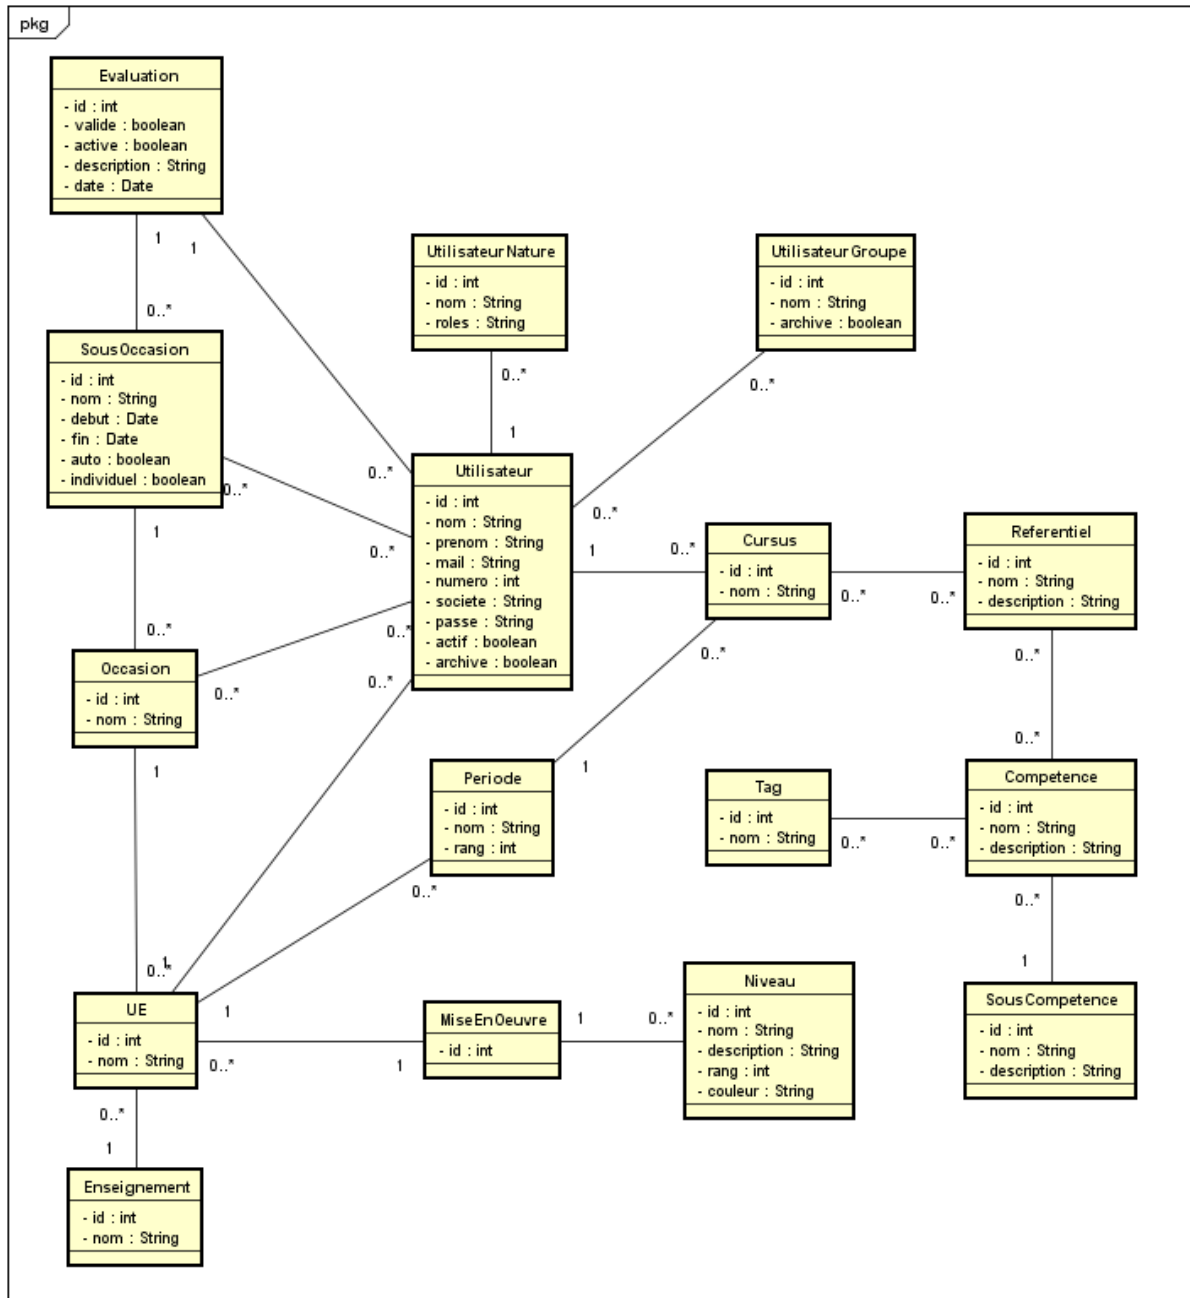 pkg
Evaluation
- id : int
- valide : boolean
- active : boolean
- description : String
- date : Date
1
1
0..*
UtilisateurNature
- id : int
- nom : String
- roles : String
0..*
1
UtilisateurGroupe
- id : int
- nom : String
- archive : boolean
0..*
SousOccasion
- id : int
- nom : String
- debut : Date
- fin : Date
- auto : boolean
- individuel : boolean
0..*
1
0..*
Utilisateur
- id : int
- nom : String
- prenom : String
- mail : String
- numero : int
- societe : String
- passe : String
- actif : boolean
- archive : boolean
0..*
0..*
0..*
0..*
0..*
1
0..*
Cursus
- id : int
- nom : String
0..*
0..*
0..*
Referentiel
- id : int
- nom : String
- description : String
0..*
0..*
Occasion
- id : int
- nom : String
0..*
1
0..*
1
Periode
- id : int
- nom : String
- rang : int
1
0..*
Tag
- id : int
- nom : String
0..*
0..*
Competence
- id : int
- nom : String
- description : String
0..*
1
UE
- id : int
- nom : String
1
0..*
0..*
1
MiseEnOeuvre
- id : int
1
0..*
Niveau
- id : int
- nom : String
- description : String
- rang : int
- couleur : String
SousCompetence
- id : int
- nom : String
- description : String
1
Enseignement
- id : int
- nom : String